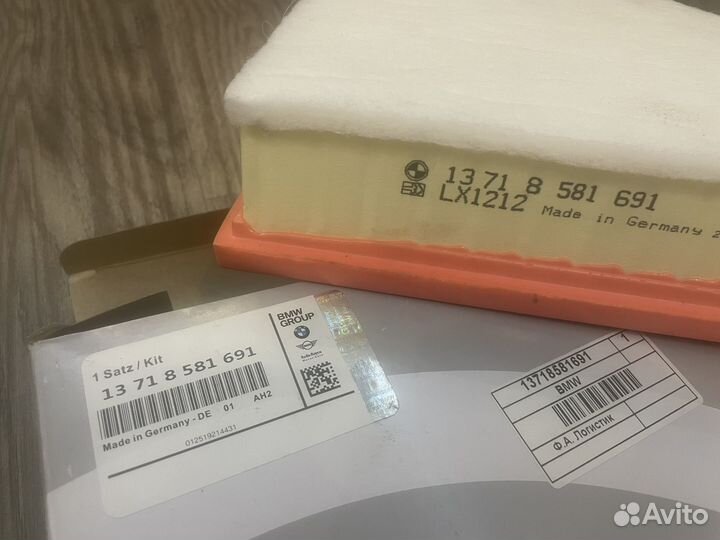 13 71 8 581 691
LX1212 Made in Germany 2
1 Satz / Kit
13 71 8 581 691
Made in Germany - DE 01 AH2
012519214431
BMW
GROUP
13718581691 1
BMW
Ф.Д. Логистик
Avito